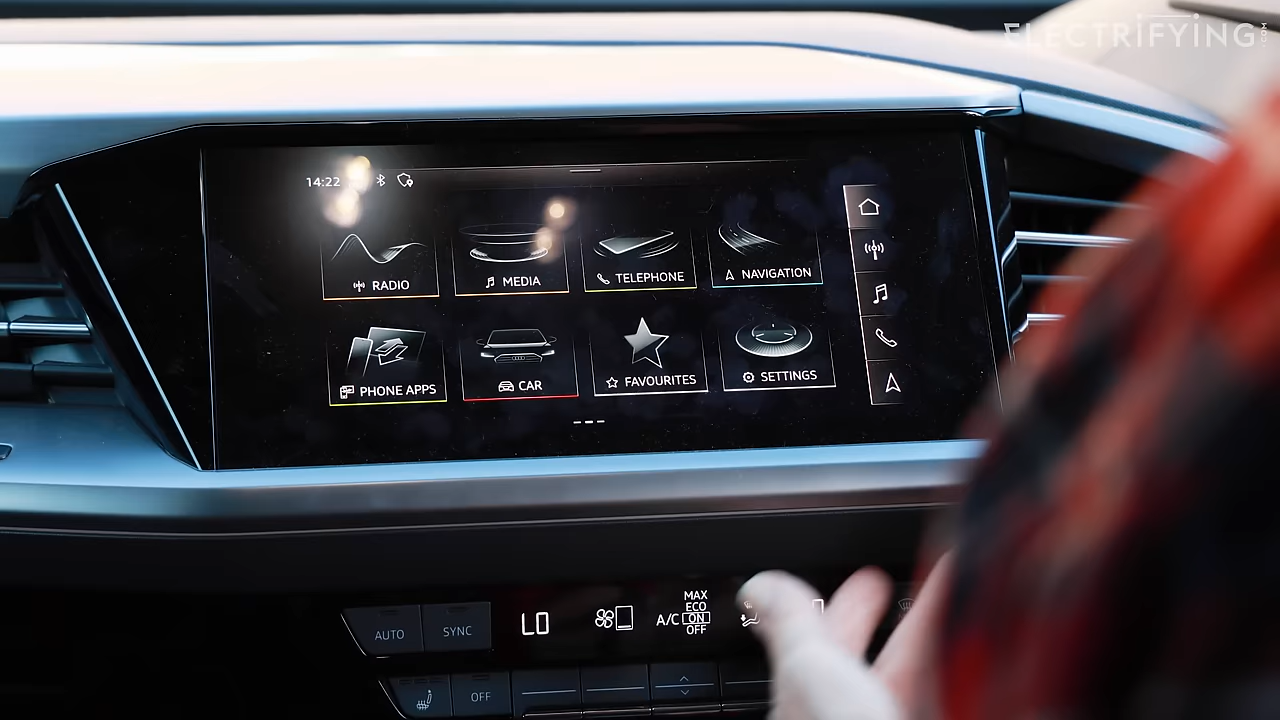 ELECTRIFYING
14:22
RADIO
MEDIA
TELEPHONE
NAVIGATION
PHONE APPS
CAR
FAVOURITES
SETTINGS
AUTO
SYNC
LO
A/C
MAX
ECO
ON
OFF
OFF